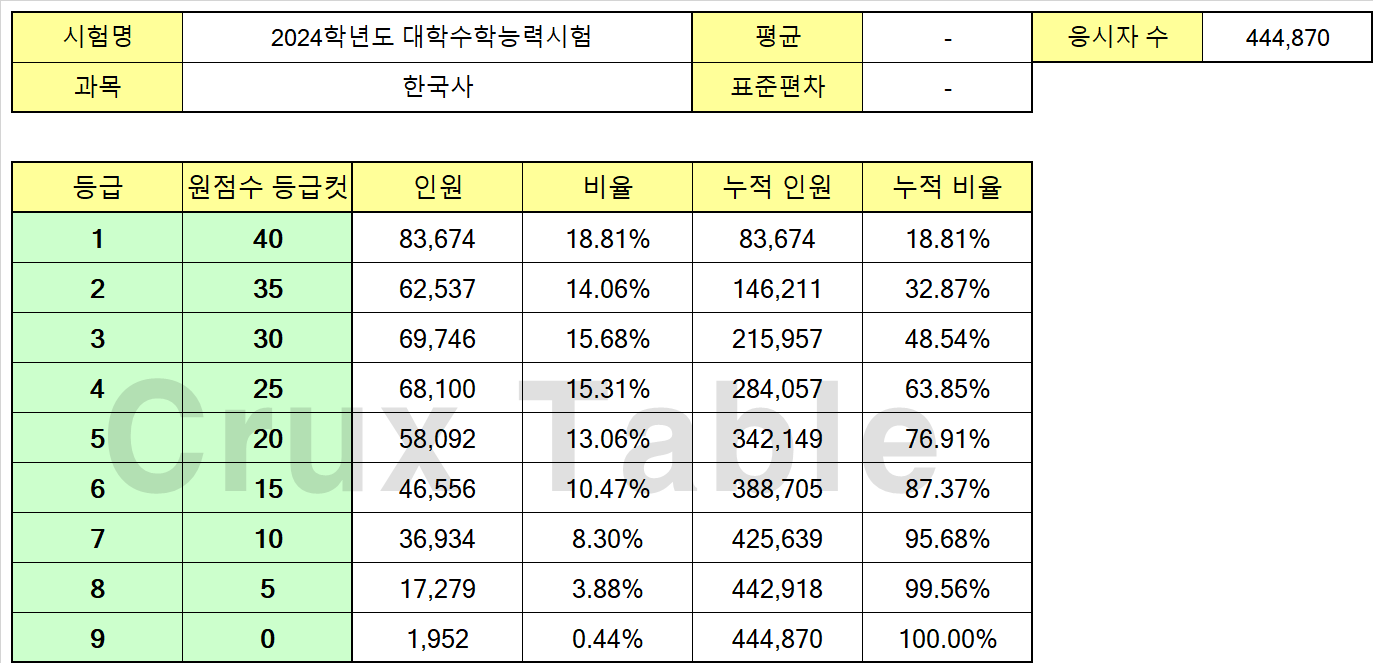 시험명 2024학년도 대학수학능력시험 평균 - 응시자 수 444,870
과목 한국사 표준편차 -
등급 원점수 등급컷 인원 비율 누적 인원 누적 비율
1 40 83,674 18.81% 83,674 18.81%
2 35 62,537 14.06% 146,211 32.87%
3 30 69,746 15.68% 215,957 48.54%
4 25 68,100 15.31% 284,057 63.85%
5 20 58,092 13.06% 342,149 76.91%
6 15 46,556 10.47% 388,705 87.37%
7 10 36,934 8.30% 425,639 95.68%
8 5 17,279 3.88% 442,918 99.56%
9 0 1,952 0.44% 444,870 100.00%
Crux Table